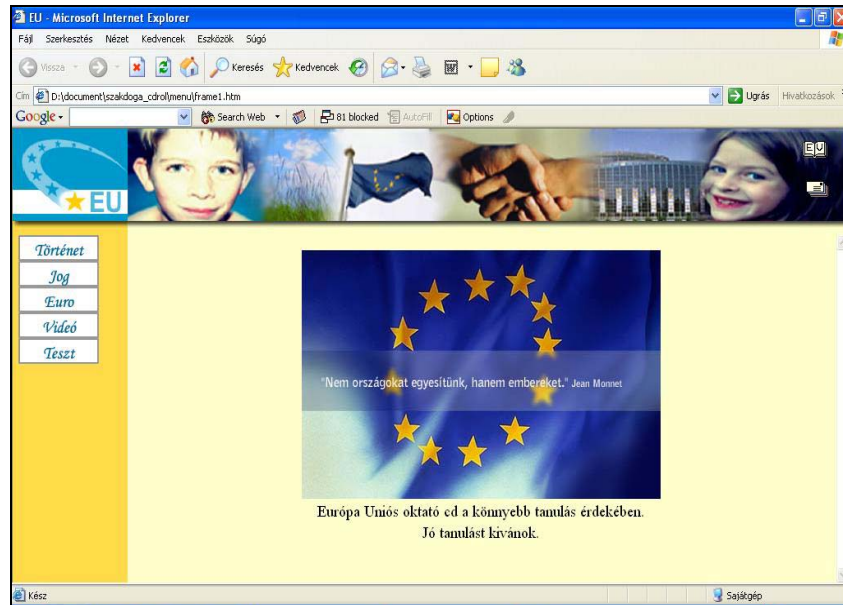 EU - Microsoft Internet Explorer
Fájl Szerkesztés Nézet Kedvencek Eszközök Súgó
Vissza Keresés Kedvencek
Cím D:\document\szakdoga_cdrol\menu\frame1.htm Ugrás Hivatkozások
Google Search Web 81 blocked AutoFill Options
EU
Történet
Jog
Euro
Videó
Teszt
"Nem országokat egyesítünk, hanem embereket." Jean Monnet
Európa Uniós oktató cd a könnyebb tanulás érdekében.
Jó tanulást kivánok.
Kész Sajátgép